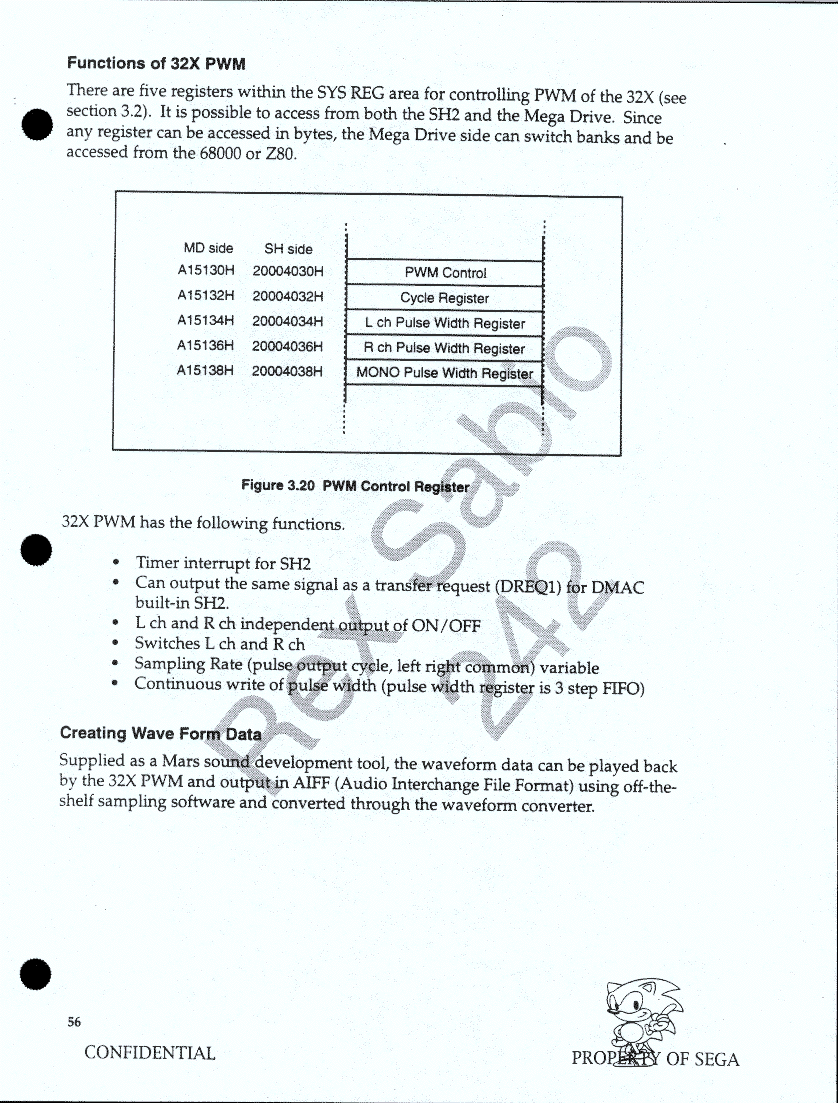 Functions of 32X PWM
There are five registers within the SYS REG area for controlling PWM of the 32X (see
section 3.2). It is possible to access from both the SH2 and the Mega Drive. Since
any register can be accessed in bytes, the Mega Drive side can switch banks and be
accessed from the 68000 or Z80.
MD side SH side
A15130H 20004030H PWM Control
A15132H 20004032H Cycle Register
A15134H 20004034H L ch Pulse Width Register
A15136H 20004036H R ch Pulse Width Register
A15138H 20004038H MONO Pulse Width Register
Figure 3.20 PWM Control Register
32X PWM has the following functions.
• Timer interrupt for SH2
• Can output the same signal as a transfer request (DREQ1) for DMAC
built-in SH2.
• L ch and R ch independent output of ON/OFF
• Switches L ch and R ch
• Sampling Rate (pulse output cycle, left right common) variable
• Continuous write of pulse width (pulse width register is 3 step FIFO)
Rex Sabio
242
Creating Wave Form Data
Supplied as a Mars sound development tool, the waveform data can be played back
by the 32X PWM and output in AIFF (Audio Interchange File Format) using off-the-
shelf sampling software and converted through the waveform converter.
56
CONFIDENTIAL
PROPERTY OF SEGA